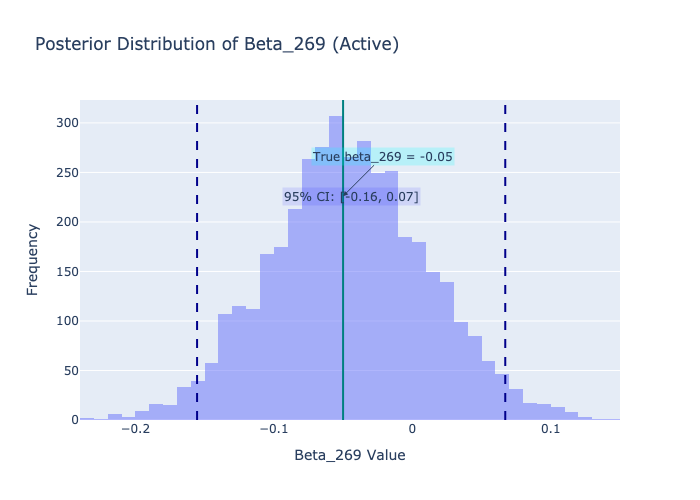 Posterior Distribution of Beta_269 (Active)
300
250
200
150
100
50
0
Frequency
True beta_269 = -0.05
95% CI: [-0.16, 0.07]
−0.2
−0.1
0
0.1
Beta_269 Value